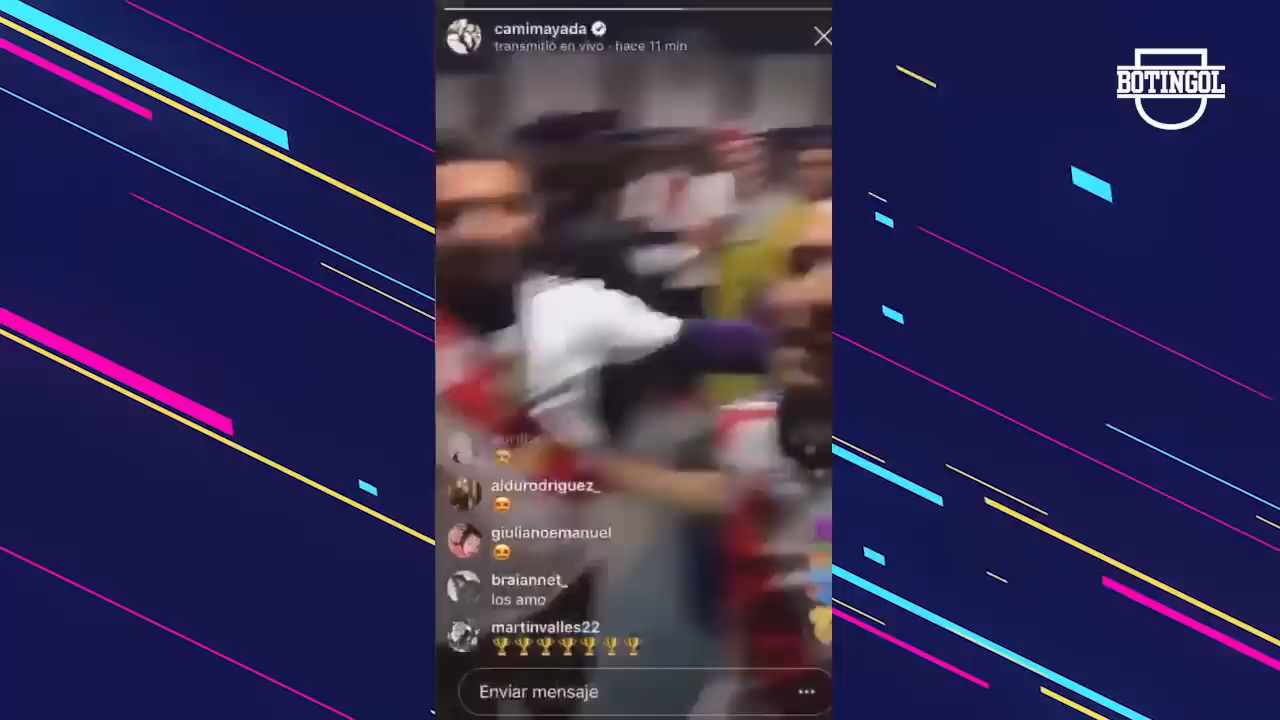 camimayada
transmitió en vivo · hace 11 min
BOTINGOL
aldurodriguez_
giulianoemanuel
braiannet_
los amo
martinvalles22
🏆🏆🏆🏆🏆🏆🏆
Enviar mensaje